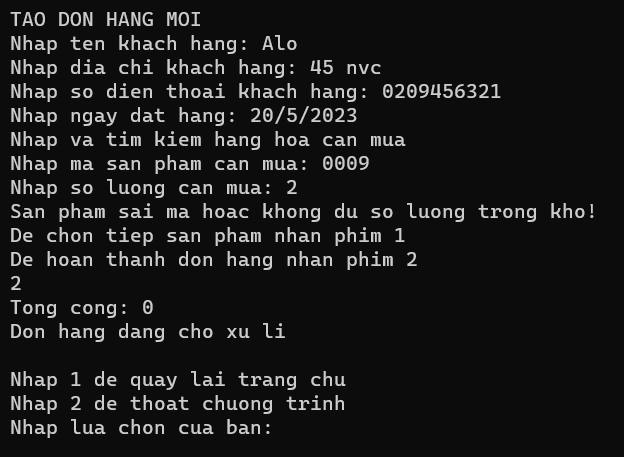 TAO DON HANG MOI
Nhap ten khach hang: Alo
Nhap dia chi khach hang: 45 nvc
Nhap so dien thoai khach hang: 0209456321
Nhap ngay dat hang: 20/5/2023
Nhap va tim kiem hang hoa can mua
Nhap ma san pham can mua: 0009
Nhap so luong can mua: 2
San pham sai ma hoac khong du so luong trong kho!
De chon tiep san pham nhan phim 1
De hoan thanh don hang nhan phim 2
2
Tong cong: 0
Don hang dang cho xu li
Nhap 1 de quay lai trang chu
Nhap 2 de thoat chuong trinh
Nhap lua chon cua ban: